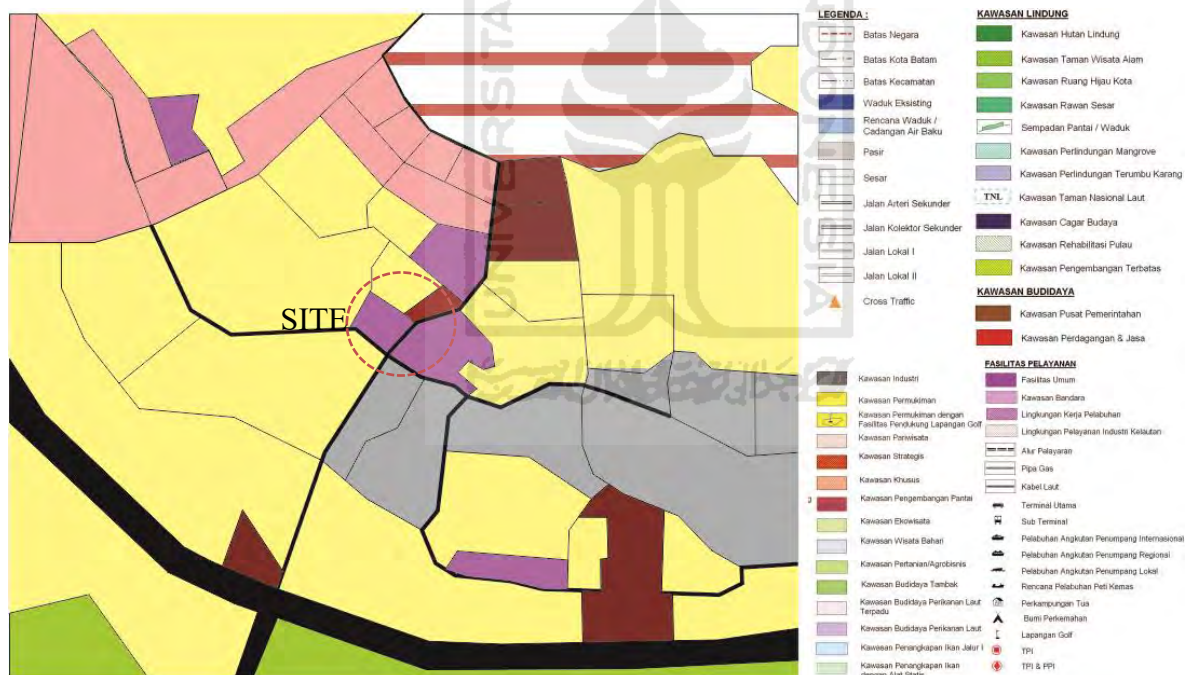 SITE
UNIVERSITA
UNIVERSITAS
INDONESIA
LEGENDA :
Batas Negara
Batas Kota Batam
Batas Kecamatan
Waduk Eksisting
Rencana Waduk /
Cadangan Air Baku
Pasir
Sesar
Jalan Arteri Sekunder
Jalan Kolektor Sekunder
Jalan Lokal I
Jalan Lokal II
Cross Traffic
KAWASAN LINDUNG
Kawasan Hutan Lindung
Kawasan Taman Wisata Alam
Kawasan Ruang Hijau Kota
Kawasan Rawan Sesar
Sempadan Pantai / Waduk
Kawasan Perlindungan Mangrove
Kawasan Perlindungan Terumbu Karang
TNL Kawasan Taman Nasional Laut
Kawasan Cagar Budaya
Kawasan Rehabilitasi Pulau
Kawasan Pengembangan Terbatas
KAWASAN BUDIDAYA
Kawasan Pusat Pemerintahan
Kawasan Perdagangan & Jasa
Kawasan Industri
Kawasan Permukiman
Kawasan Permukiman dengan
Fasilitas Pendukung Lapangan Golf
Kawasan Pariwisata
Kawasan Strategis
Kawasan Khusus
Kawasan Pengembangan Pantai
Kawasan Ekowisata
Kawasan Wisata Bahari
Kawasan Pertanian/Agrobisnis
Kawasan Budidaya Tambak
Kawasan Budidaya Perikanan Laut
Terpadu
Kawasan Budidaya Perikanan Laut
Kawasan Penangkapan Ikan Jalur I
Kawasan Penangkapan Ikan
dengan Alat Statis
FASILITAS PELAYANAN
Fasilitas Umum
Kawasan Bandara
Lingkungan Kerja Pelabuhan
Lingkungan Pelayanan Industri Kelautan
Alur Pelayaran
Pipa Gas
Kabel Laut
Terminal Utama
Sub Terminal
Pelabuhan Angkutan Penumpang Internasional
Pelabuhan Angkutan Penumpang Regional
Pelabuhan Angkutan Penumpang Lokal
Rencana Pelabuhan Peti Kemas
Perkampungan Tua
Bumi Perkemahan
Lapangan Golf
TPI
TPI & PPI